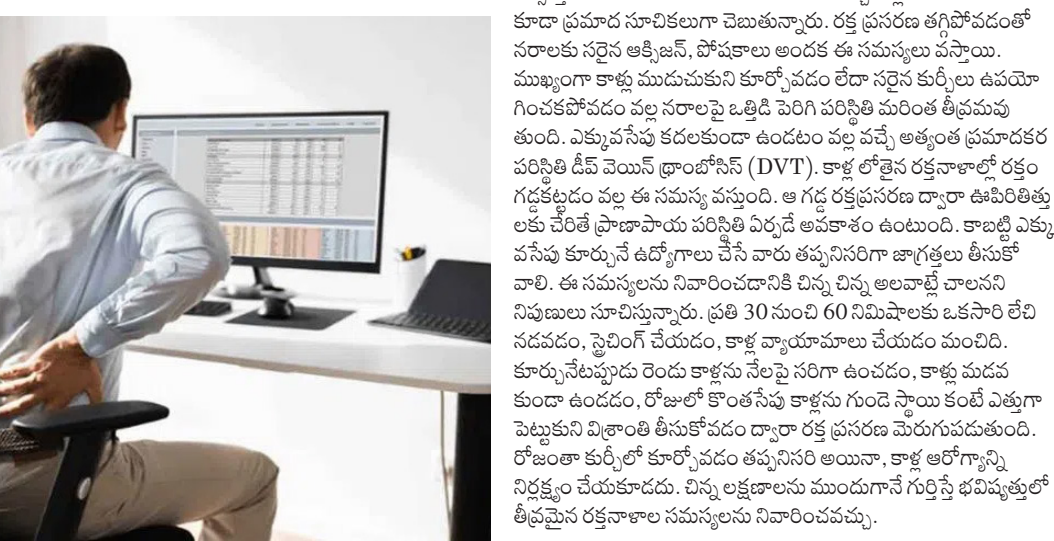 కూడా ప్రమాద సూచికలుగా చెబుతున్నారు. రక్త ప్రసరణ తగ్గిపోవడంతో
నరాలకు సరైన ఆక్సిజన్, పోషకాలు అందక ఈ సమస్యలు వస్తాయి.
ముఖ్యంగా కాళ్లు ముడుచుకుని కూర్చోవడం లేదా సరైన కుర్చీలు ఉపయో
గించకపోవడం వల్ల నరాలపై ఒత్తిడి పెరిగి పరిస్థితి మరింత తీవ్రమవు
తుంది. ఎక్కువసేపు కదలకుండా ఉండటం వల్ల వచ్చే అత్యంత ప్రమాదకర
పరిస్థితి డీప్ వెయిన్ థ్రాంబోసిస్ (DVT). కాళ్ల లోతైన రక్తనాళాల్లో రక్తం
గడ్డకట్టడం వల్ల ఈ సమస్య వస్తుంది. ఆ గడ్డ రక్తప్రసరణ ద్వారా ఊపిరితిత్తు
లకు చేరితే ప్రాణాపాయ పరిస్థితి ఏర్పడే అవకాశం ఉంటుంది. కాబట్టి ఎక్కు
వసేపు కూర్చునే ఉద్యోగాలు చేసే వారు తప్పనిసరిగా జాగ్రత్తలు తీసుకో
వాలి. ఈ సమస్యలను నివారించడానికి చిన్న చిన్న అలవాట్లే చాలనని
నిపుణులు సూచిస్తున్నారు. ప్రతి 30 నుంచి 60 నిమిషాలకు ఒకసారి లేచి
నడవడం, స్ట్రెచింగ్ చేయడం, కాళ్ల వ్యాయామాలు చేయడం మంచిది.
కూర్చునేటప్పుడు రెండు కాళ్లను నేలపై సరిగా ఉంచడం, కాళ్లు మడవ
కుండా ఉండడం, రోజులో కొంతసేపు కాళ్లను గుండె స్థాయి కంటే ఎత్తుగా
పెట్టుకుని విశ్రాంతి తీసుకోవడం ద్వారా రక్త ప్రసరణ మెరుగుపడుతుంది.
రోజంతా కుర్చీలో కూర్చోవడం తప్పనిసరి అయినా, కాళ్ల ఆరోగ్యాన్ని
నిర్లక్ష్యం చేయకూడదు. చిన్న లక్షణాలను ముందుగానే గుర్తిస్తే భవిష్యత్తులో
తీవ్రమైన రక్తనాళాల సమస్యలను నివారించవచ్చు.